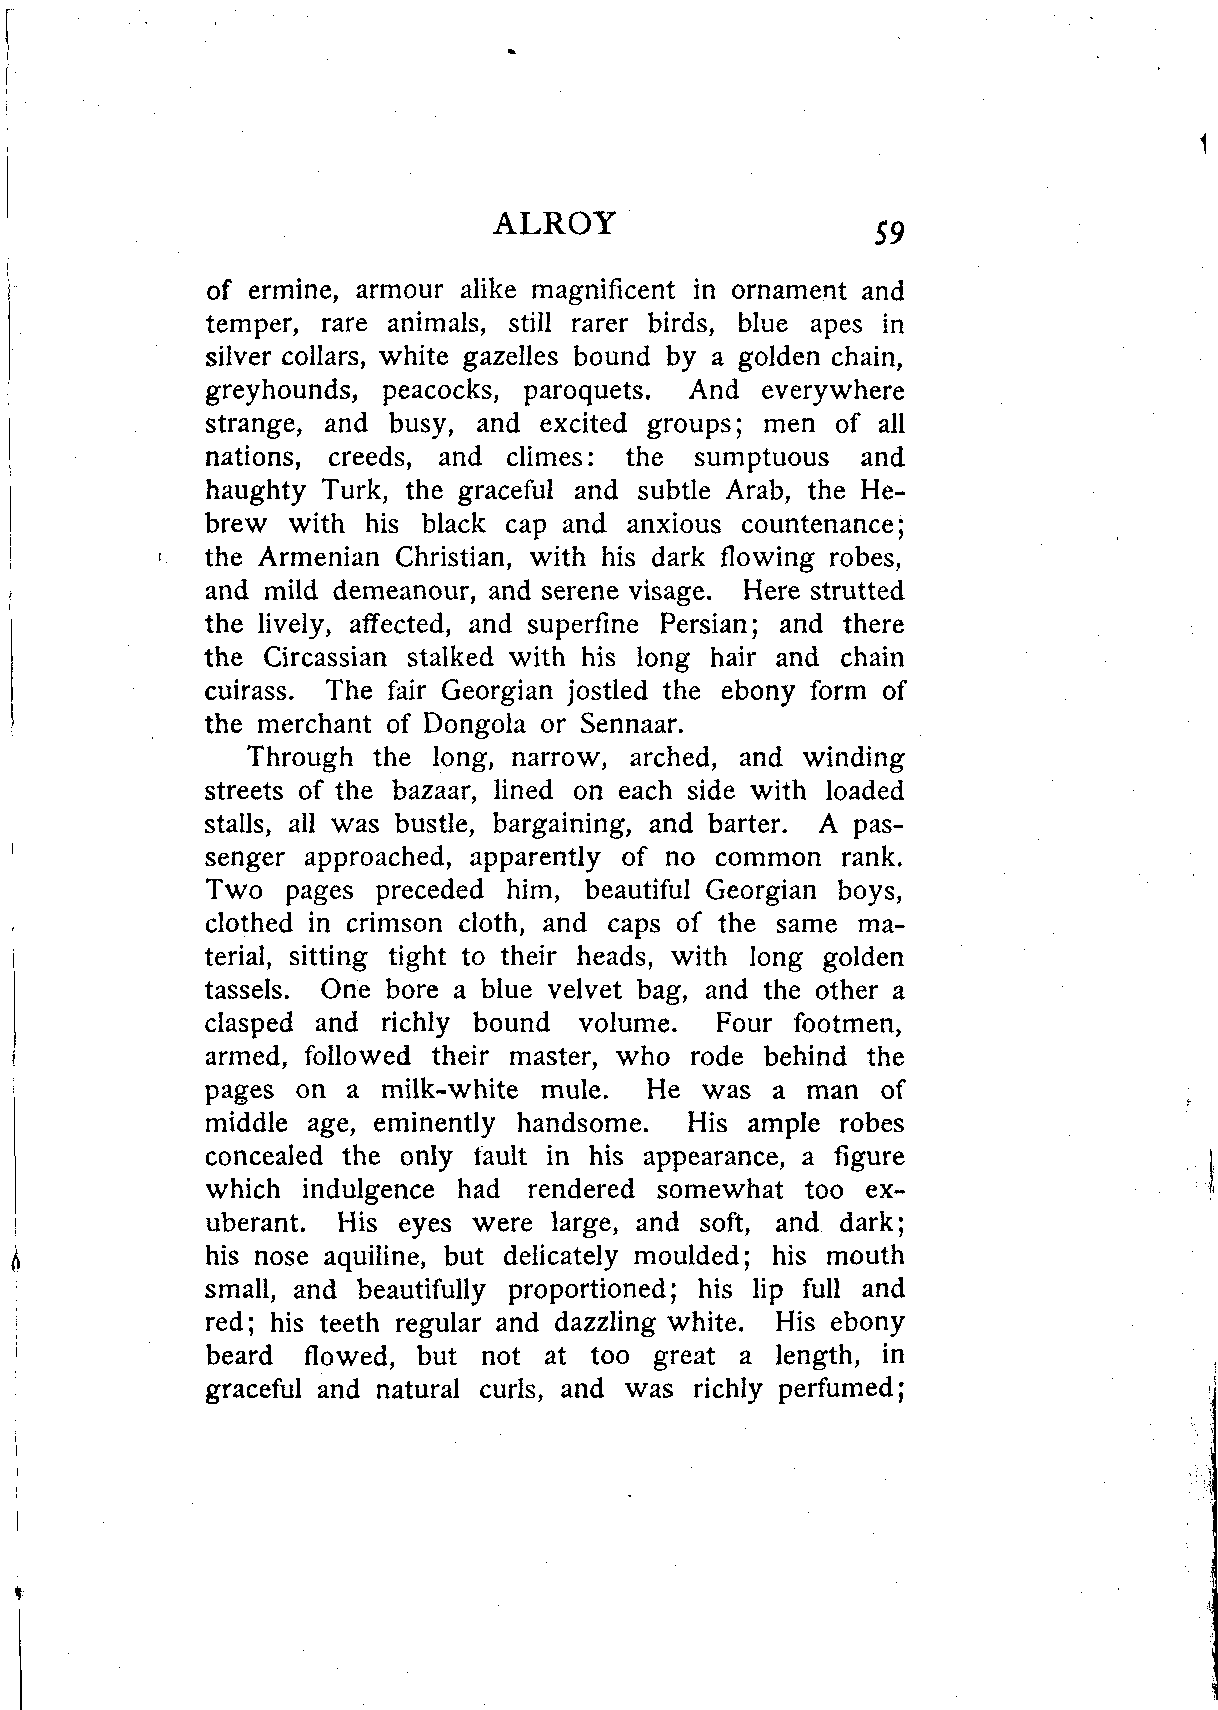 ALROY 59
of ermine, armour alike magnificent in ornament and
temper, rare animals, still rarer birds, blue apes in
silver collars, white gazelles bound by a golden chain,
greyhounds, peacocks, paroquets. And everywhere
strange, and busy, and excited groups; men of all
nations, creeds, and climes: the sumptuous and
haughty Turk, the graceful and subtle Arab, the He-
brew with his black cap and anxious countenance;
the Armenian Christian, with his dark flowing robes,
and mild demeanour, and serene visage. Here strutted
the lively, affected, and superfine Persian; and there
the Circassian stalked with his long hair and chain
cuirass. The fair Georgian jostled the ebony form of
the merchant of Dongola or Sennaar.
Through the long, narrow, arched, and winding
streets of the bazaar, lined on each side with loaded
stalls, all was bustle, bargaining, and barter. A pas-
senger approached, apparently of no common rank.
Two pages preceded him, beautiful Georgian boys,
clothed in crimson cloth, and caps of the same ma-
terial, sitting tight to their heads, with long golden
tassels. One bore a blue velvet bag, and the other a
clasped and richly bound volume. Four footmen,
armed, followed their master, who rode behind the
pages on a milk-white mule. He was a man of
middle age, eminently handsome. His ample robes
concealed the only fault in his appearance, a figure
which indulgence had rendered somewhat too ex-
uberant. His eyes were large, and soft, and dark;
his nose aquiline, but delicately moulded; his mouth
small, and beautifully proportioned; his lip full and
red; his teeth regular and dazzling white. His ebony
beard flowed, but not at too great a length, in
graceful and natural curls, and was richly perfumed;